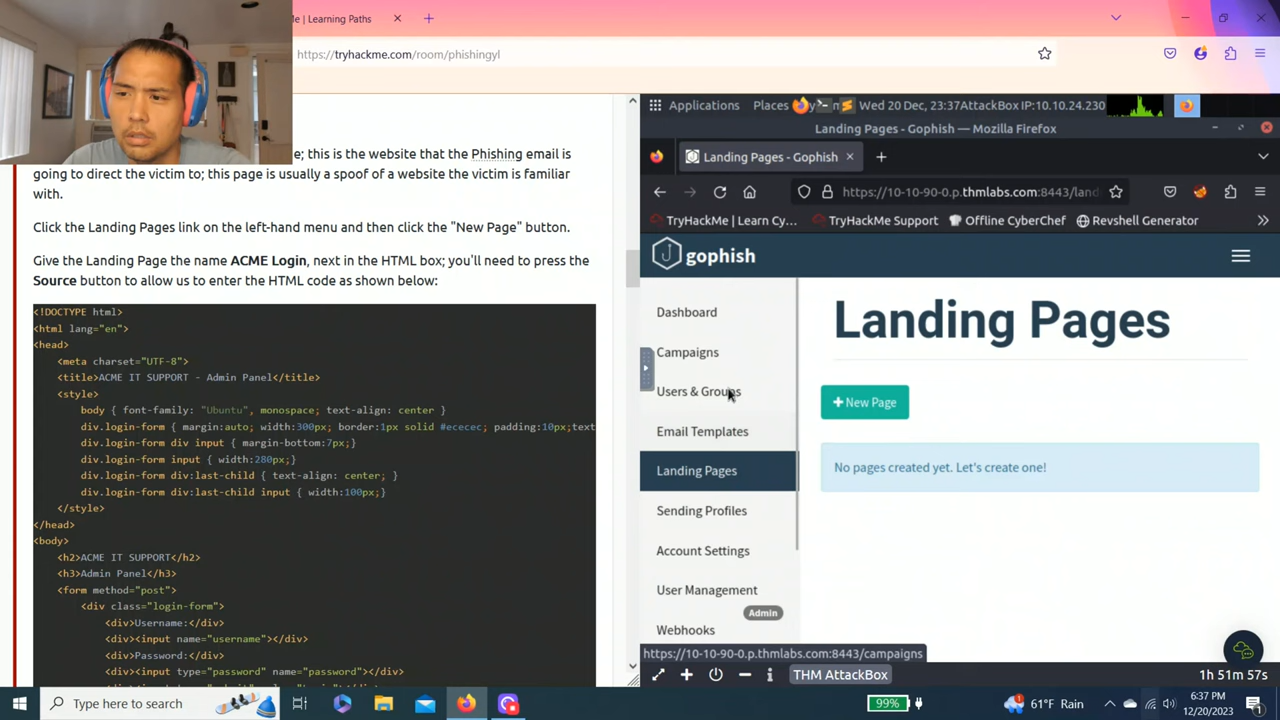 Me | Learning Paths
https://tryhackme.com/room/phishingyl
e; this is the website that the Phishing email is
going to direct the victim to; this page is usually a spoof of a website the victim is familiar
with.
Click the Landing Pages link on the left-hand menu and then click the "New Page" button.
Give the Landing Page the name ACME Login, next in the HTML box; you'll need to press the
Source button to allow us to enter the HTML code as shown below:
<!DOCTYPE html>
<html lang="en">
<head>
<meta charset="UTF-8">
<title>ACME IT SUPPORT - Admin Panel</title>
<style>
body { font-family: "Ubuntu", monospace; text-align: center }
div.login-form { margin:auto; width:300px; border:1px solid #ececec; padding:10px;text
div.login-form div input { margin-bottom:7px;}
div.login-form input { width:280px;}
div.login-form div:last-child { text-align: center; }
div.login-form div:last-child input { width:100px;}
</style>
</head>
<body>
<h2>ACME IT SUPPORT</h2>
<h3>Admin Panel</h3>
<form method="post">
<div class="login-form">
<div>Username:</div>
<div><input name="username"></div>
<div>Password:</div>
<div><input type="password" name="password"></div>
Applications Places Wed 20 Dec, 23:37 AttackBox IP:10.10.24.230
Landing Pages - Gophish — Mozilla Firefox
Landing Pages - Gophish
https://10-10-90-0.p.thmlabs.com:8443/land
TryHackMe | Learn Cy… TryHackMe Support Offline CyberChef Revshell Generator
gophish
Dashboard
Campaigns
Users & Groups
Email Templates
Landing Pages
Sending Profiles
Account Settings
User Management
Admin
Webhooks
Landing Pages
New Page
No pages created yet. Let's create one!
https://10-10-90-0.p.thmlabs.com:8443/campaigns
THM AttackBox
1h 51m 57s
Type here to search
99%
61°F Rain
6:37 PM
12/20/2023
1